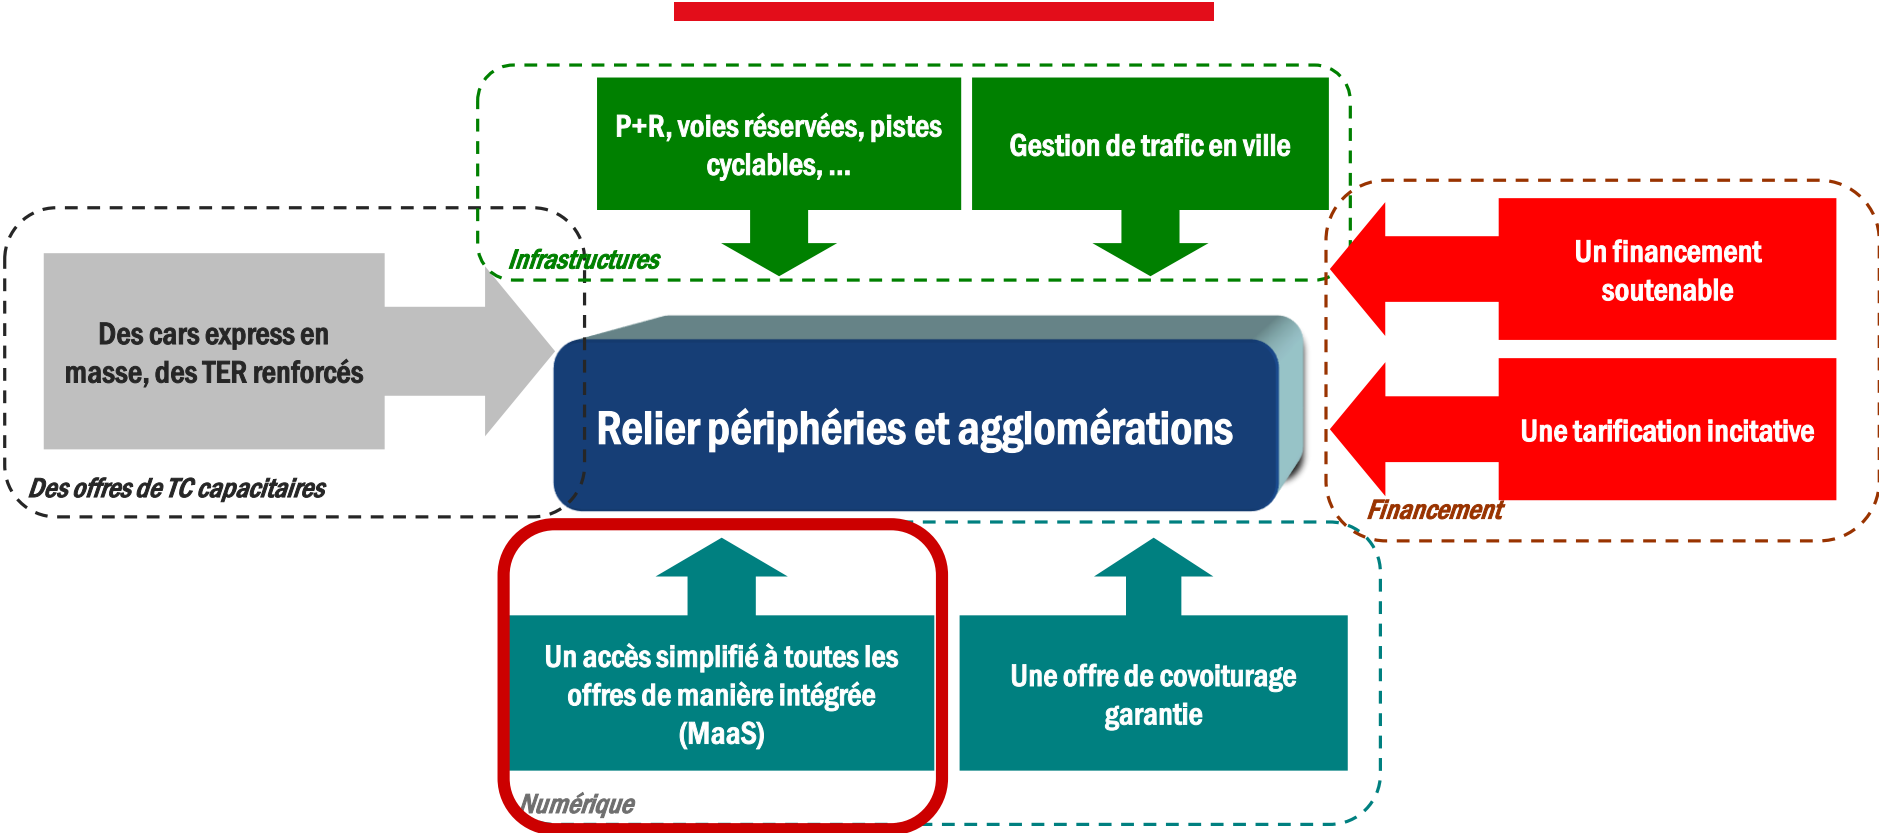 P+R, voies réservées, pistes
cyclables, ...
Gestion de trafic en ville
Infrastructures
Un financement
soutenable
Une tarification incitative
Financement
Des cars express en
masse, des TER renforcés
Des offres de TC capacitaires
Relier périphéries et agglomérations
Un accès simplifié à toutes les
offres de manière intégrée
(MaaS)
Une offre de covoiturage
garantie
Numérique